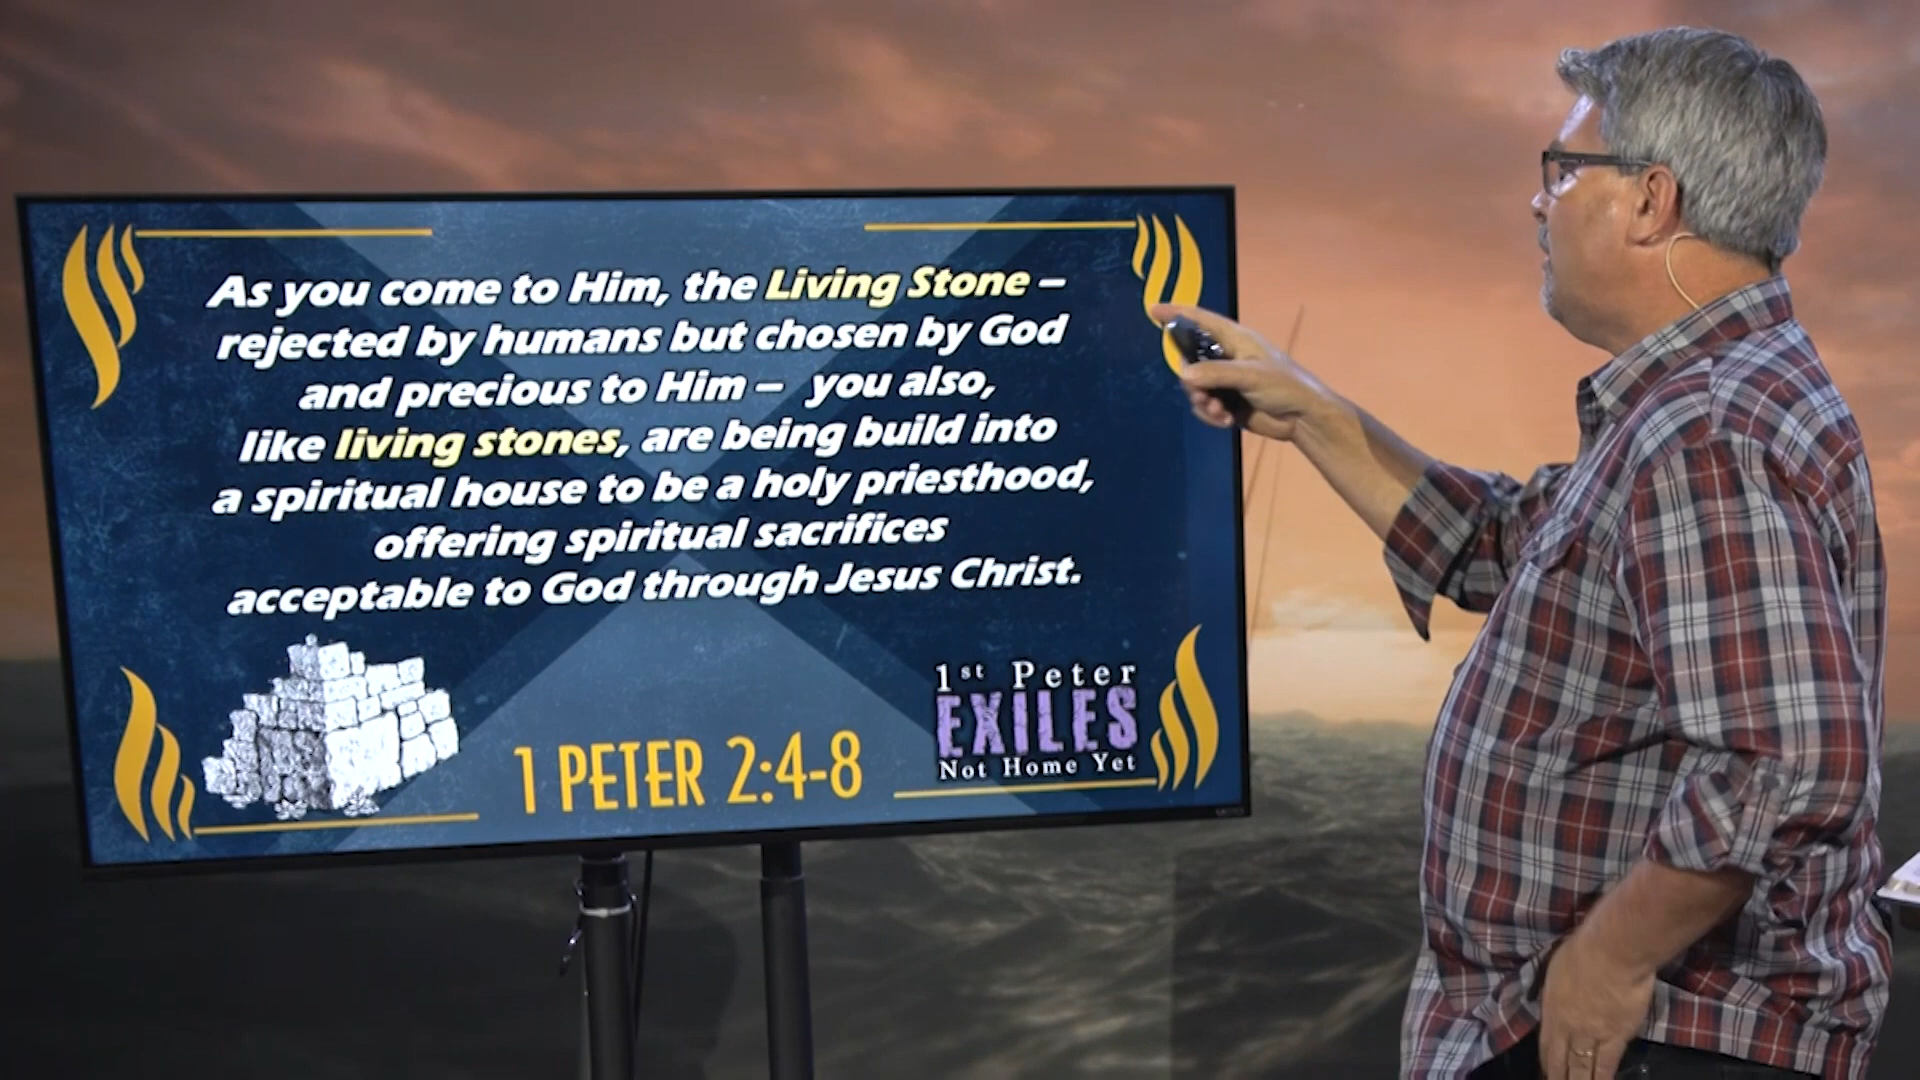 As you come to Him, the Living Stone –
rejected by humans but chosen by God
and precious to Him – you also,
like living stones, are being build into
a spiritual house to be a holy priesthood,
offering spiritual sacrifices
acceptable to God through Jesus Christ.
1 PETER 2:4-8
1st Peter
EXILES
Not Home Yet